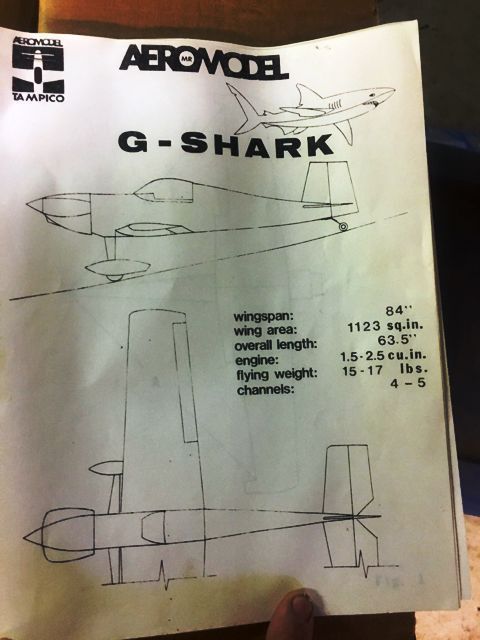 AEROMODEL
TAMPICO
AEROMODEL
MR
G-SHARK
wingspan: 84"
wing area: 1123 sq.in.
overall length: 63.5"
engine: 1.5-2.5 cu.in.
flying weight: 15-17 lbs.
channels: 4-5